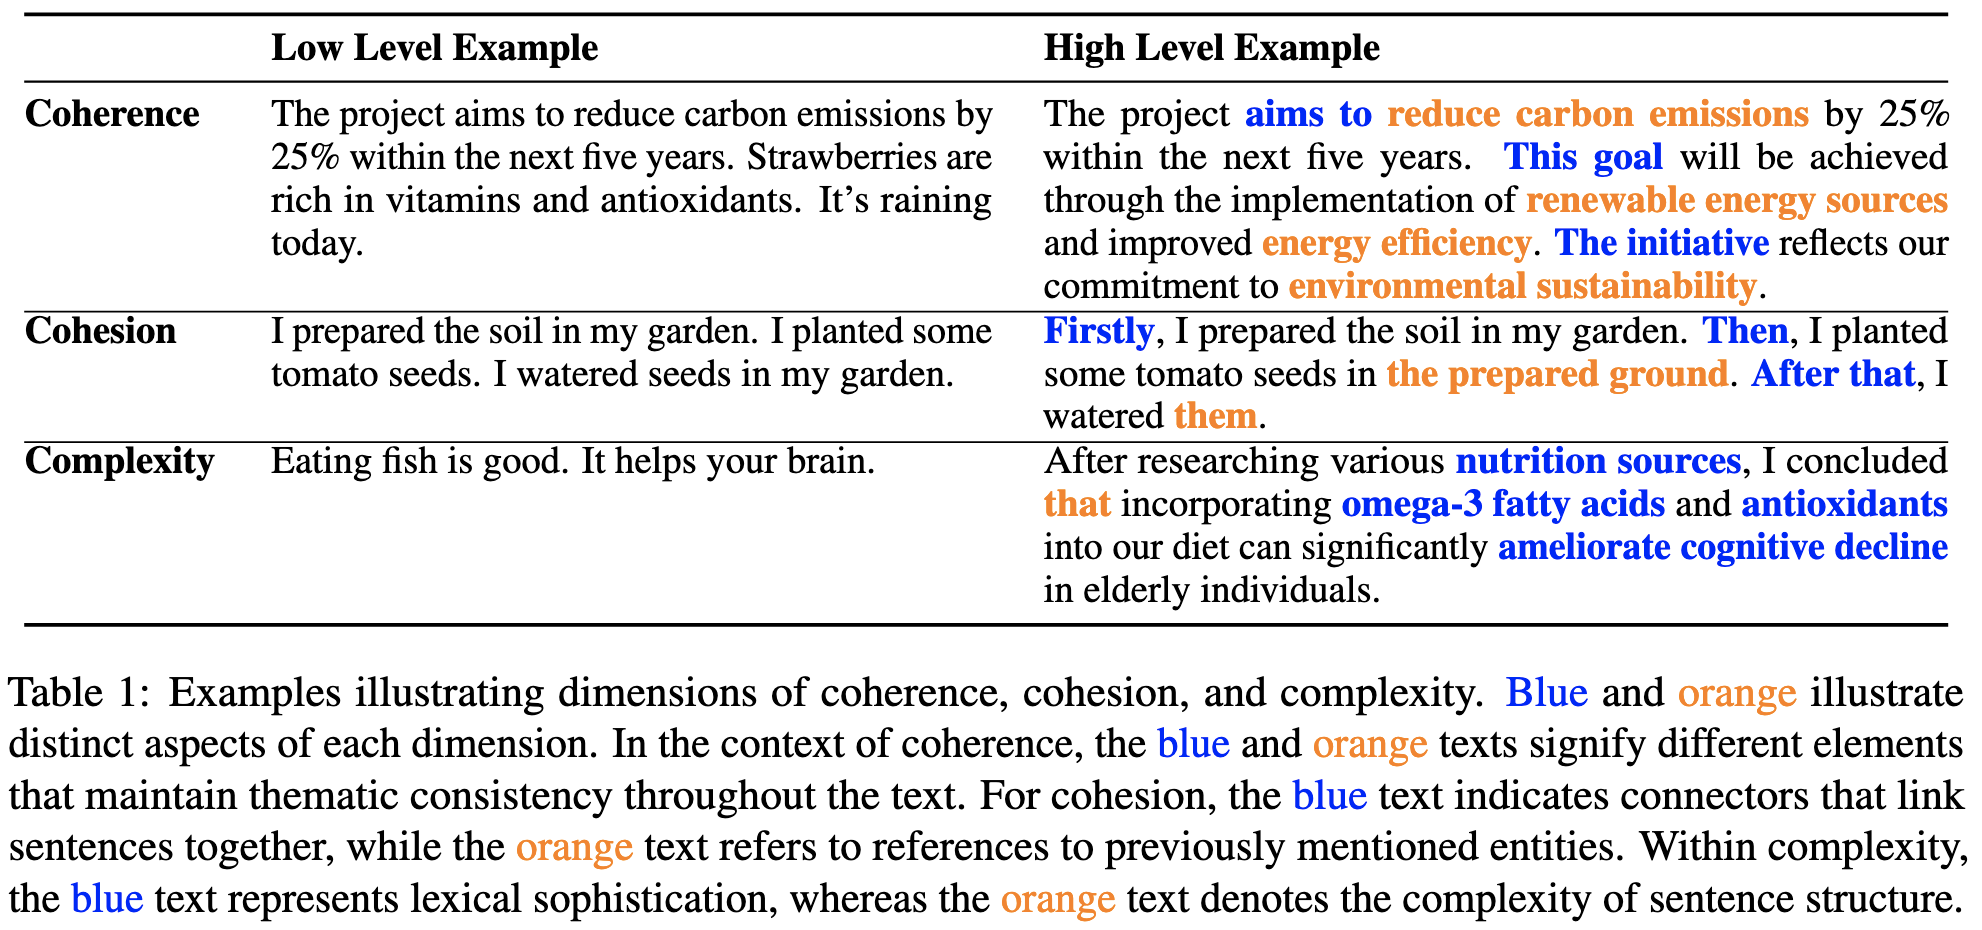 Low Level Example High Level Example
Coherence The project aims to reduce carbon emissions by The project aims to reduce carbon emissions by 25%
25% within the next five years. Strawberries are within the next five years. This goal will be achieved
rich in vitamins and antioxidants. It's raining through the implementation of renewable energy sources
today. and improved energy efficiency. The initiative reflects our
commitment to environmental sustainability.
Cohesion I prepared the soil in my garden. I planted some Firstly, I prepared the soil in my garden. Then, I planted
tomato seeds. I watered seeds in my garden. some tomato seeds in the prepared ground. After that, I
watered them.
Complexity Eating fish is good. It helps your brain. After researching various nutrition sources, I concluded
that incorporating omega-3 fatty acids and antioxidants
into our diet can significantly ameliorate cognitive decline
in elderly individuals.
Table 1: Examples illustrating dimensions of coherence, cohesion, and complexity. Blue and orange illustrate
distinct aspects of each dimension. In the context of coherence, the blue and orange texts signify different elements
that maintain thematic consistency throughout the text. For cohesion, the blue text indicates connectors that link
sentences together, while the orange text refers to references to previously mentioned entities. Within complexity,
the blue text represents lexical sophistication, whereas the orange text denotes the complexity of sentence structure.